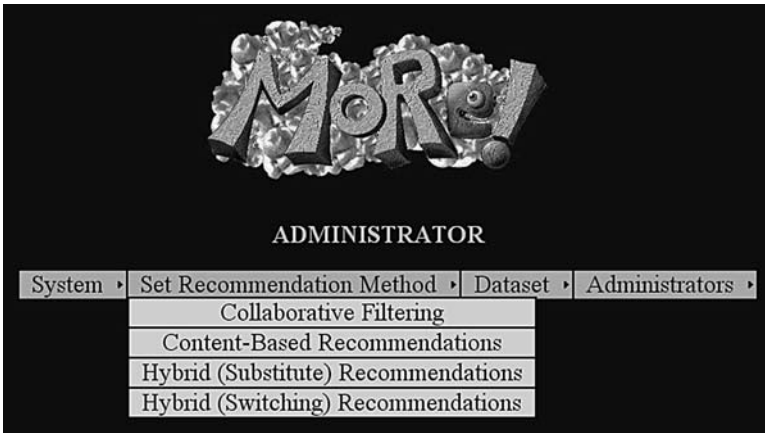 MoRe!
ADMINISTRATOR
System Set Recommendation Method Dataset Administrators
Collaborative Filtering
Content-Based Recommendations
Hybrid (Substitute) Recommendations
Hybrid (Switching) Recommendations